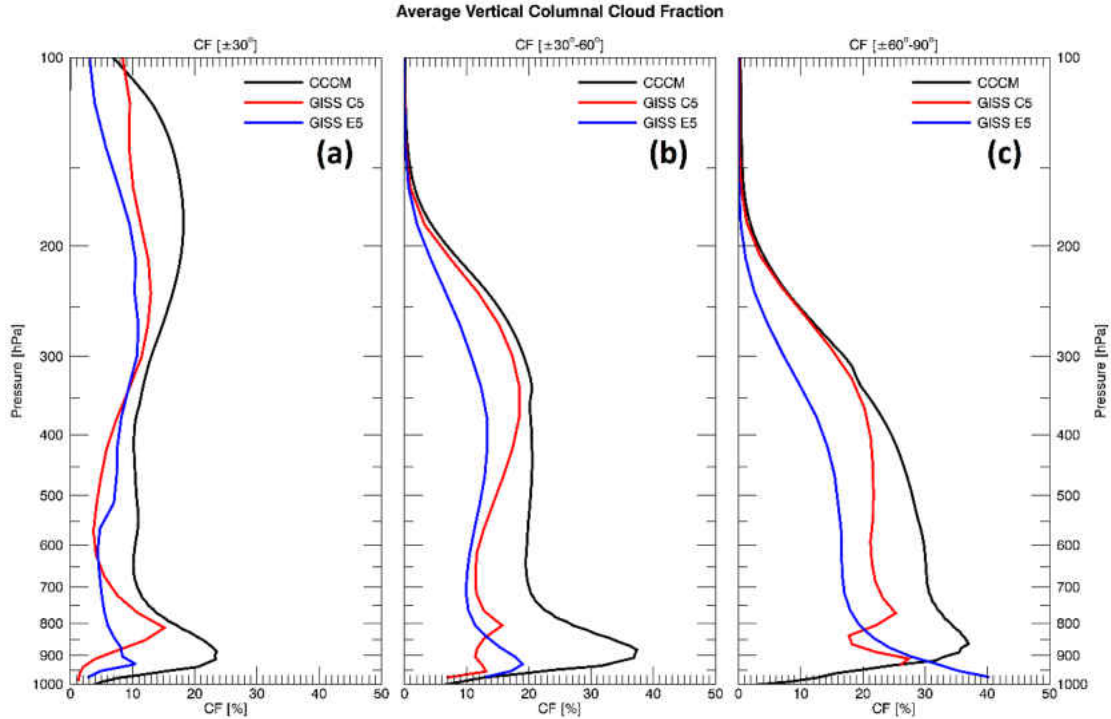 Average Vertical Columnal Cloud Fraction
CF [±30°]
CF [±30°-60°]
CF [±60°-90°]
100
200
300
400
500
600
700
800
900
1000
Pressure [hPa]
CCCM
GISS C5
GISS E5
(a)
0 10 20 30 40 50
CF [%]
CCCM
GISS C5
GISS E5
(b)
0 10 20 30 40 50
CF [%]
CCCM
GISS C5
GISS E5
(c)
0 10 20 30 40 50
CF [%]
100
200
300
400
500
600
700
800
900
1000
Pressure [hPa]